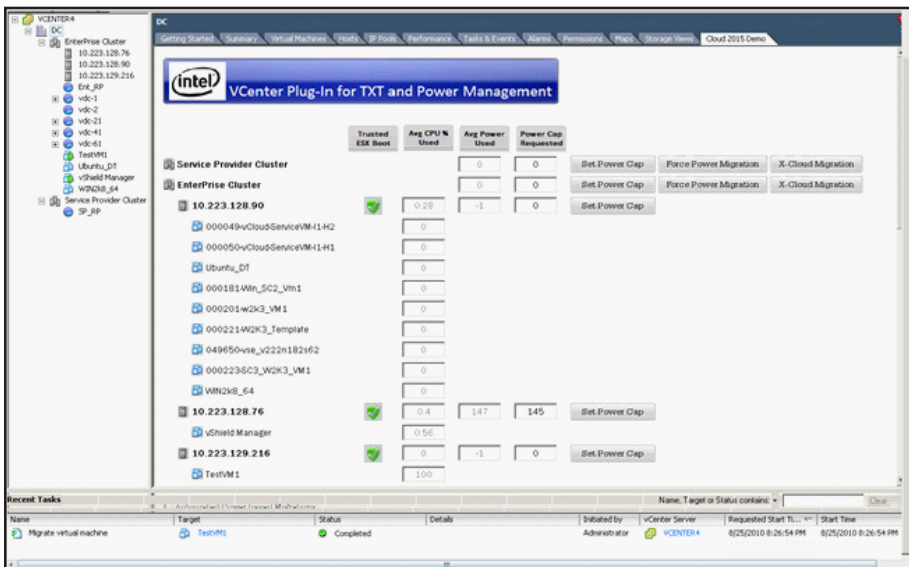 VCENTER4
DC
EnterPrise Cluster
10.223.128.76
10.223.128.90
10.223.129.216
Ent_RP
vdc-1
vdc-2
vdc-21
vdc-41
vdc-61
TestVM1
Ubuntu_DT
vShield Manager
WIN2k8_64
Service Provider Cluster
SP_RP
DC
Getting Started Summary Virtual Machines Hosts IP Pools Performance Tasks & Events Alarms Permissions Maps Storage Views Cloud 2015 Demo
intel VCenter Plug-In for TXT and Power Management
Trusted ESX Boot Avg CPU % Used Avg Power Used Power Cap Requested
Service Provider Cluster 0 0 Set Power Cap Force Power Migration X-Cloud Migration
EnterPrise Cluster 0 0 Set Power Cap Force Power Migration X-Cloud Migration
10.223.128.90 0.28 -1 0 Set Power Cap
000049-vCloud-ServiceVM-I1-H2 0
000050-vCloud-ServiceVM-I1-H1 0
Ubuntu_DT 0
000181-Win_SC2_Vm1 0
000201-w2k3_VM1 0
000221-W2K3_Template 0
049650-vse_v222n182s62 0
000223-SC3_W2K3_VM1 0
WIN2k8_64 0
10.223.128.76 0.4 147 145 Set Power Cap
vShield Manager 0.56
10.223.129.216 0 -1 0 Set Power Cap
TestVM1 100
Recent Tasks Name, Target or Status contains: Clear
Name Target Status Details Initiated by vCenter Server Requested Start Ti... Start Time
Migrate virtual machine TestVM1 Completed Administrator VCENTER4 8/25/2010 8:26:54 PM 8/25/2010 8:26:54 PM